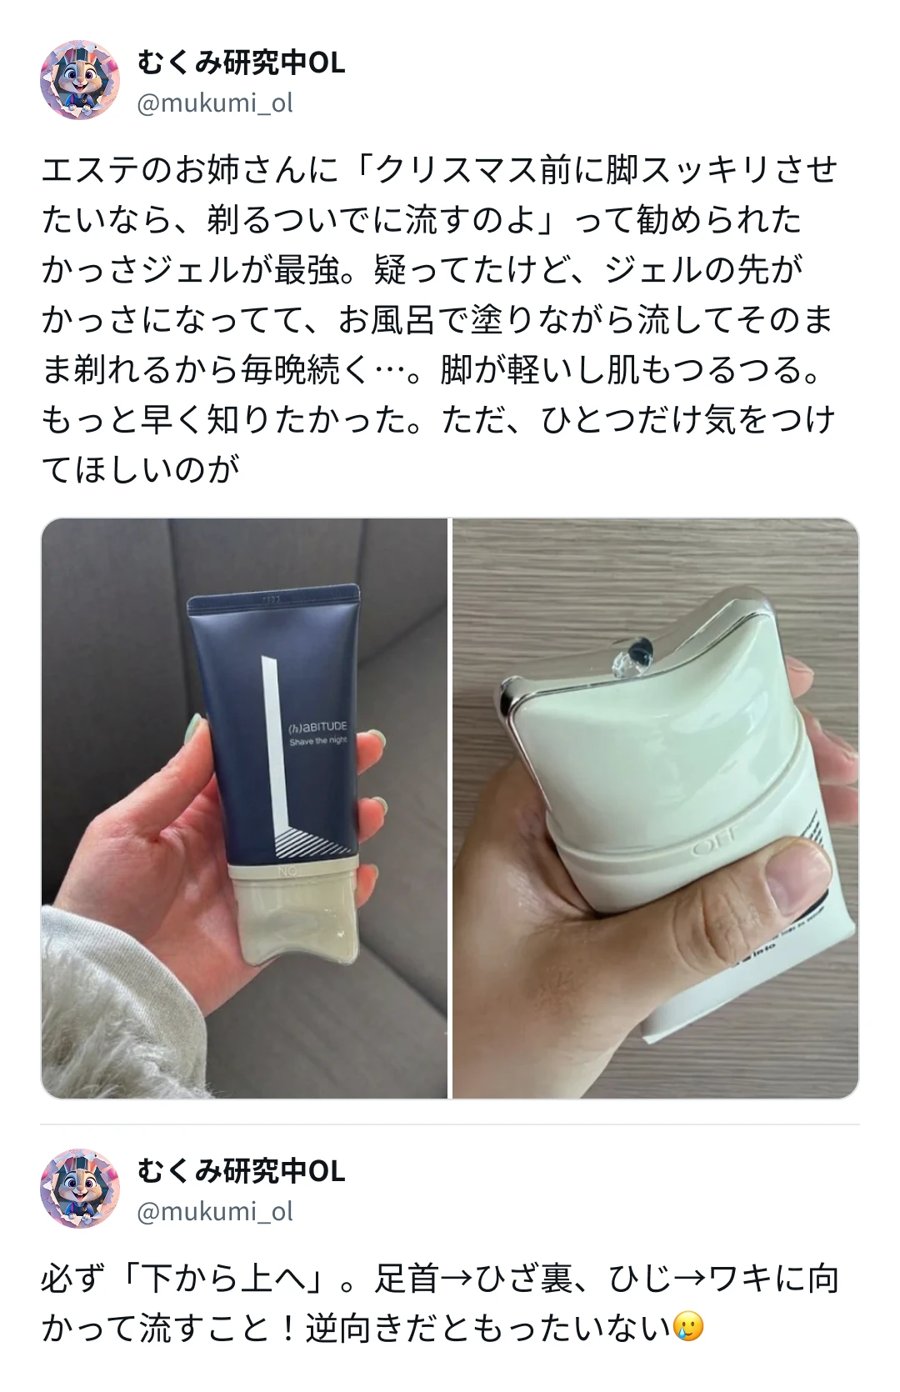 むくみ研究中OL
@mukumi_ol
エステのお姉さんに「クリスマス前に脚スッキリさせ
たいなら、剃るついでに流すのよ」って勧められた
かっさジェルが最強。疑ってたけど、ジェルの先が
かっさになってて、お風呂で塗りながら流してそのま
ま剃れるから毎晩続く…。脚が軽いし肌もつるつる。
もっと早く知りたかった。ただ、ひとつだけ気をつけ
てほしいのが
(h)aBITUDE
Shave the night
NO
OFF
むくみ研究中OL
@mukumi_ol
必ず「下から上へ」。足首→ひざ裏、ひじ→ワキに向
かって流すこと！逆向きだともったいない🥲